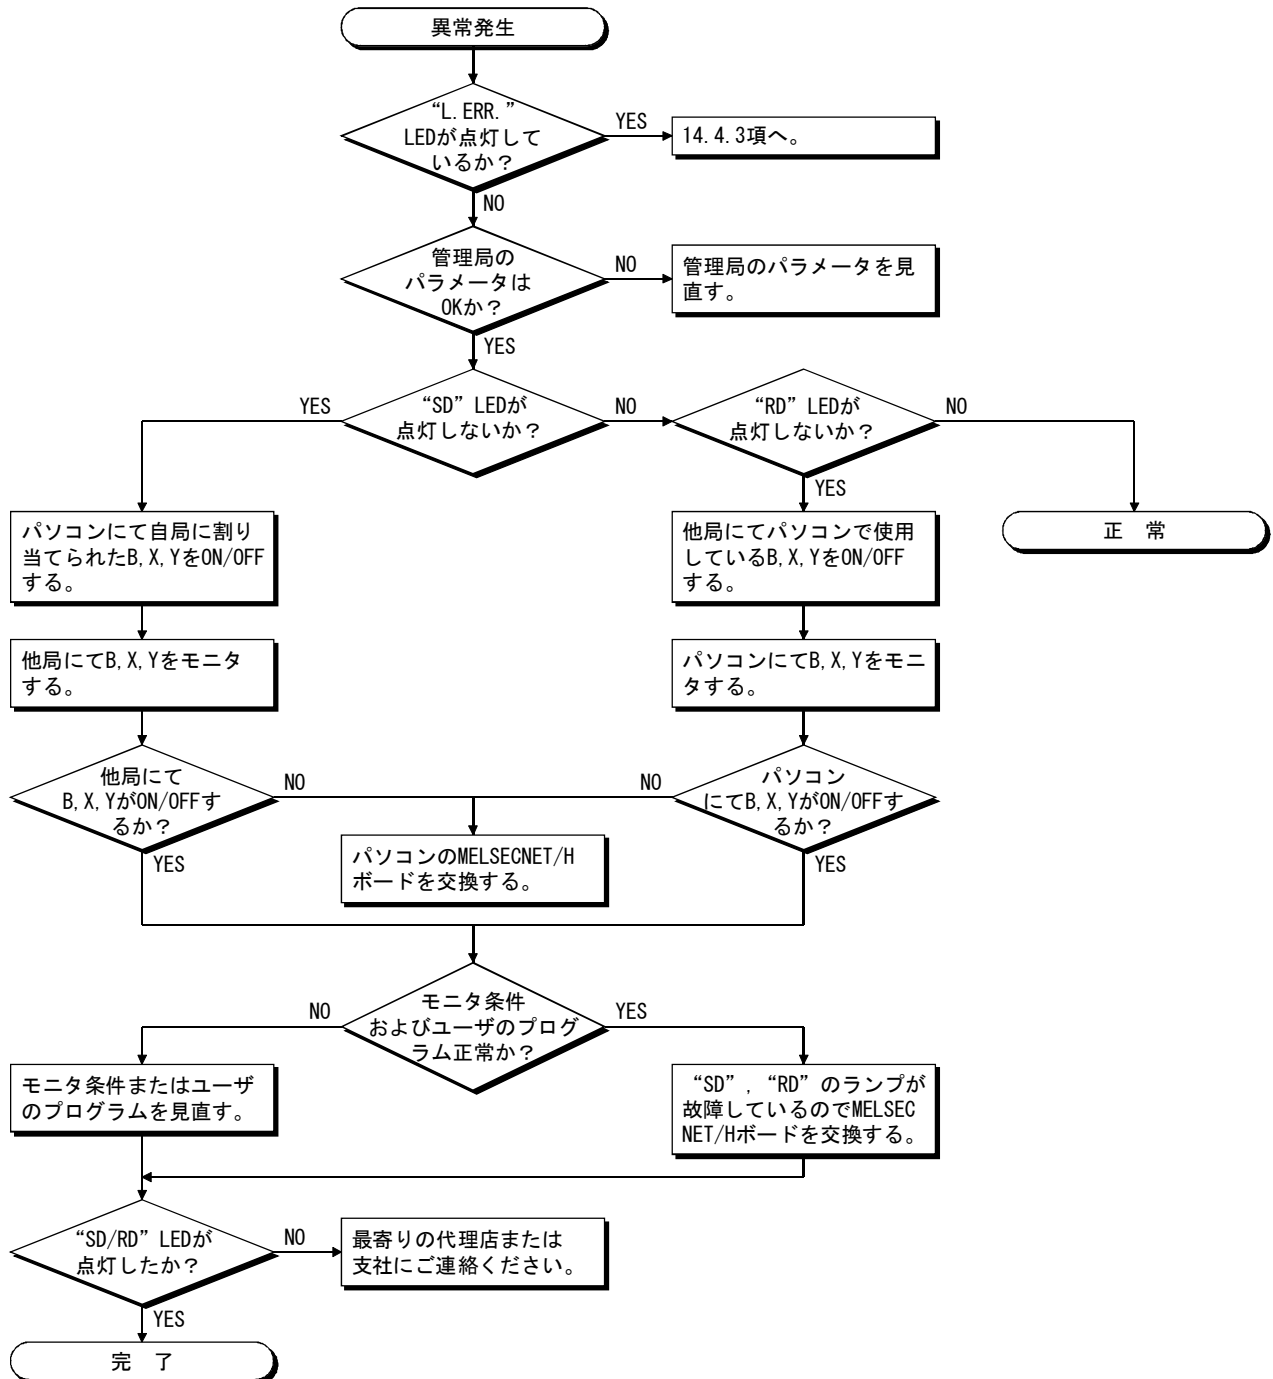 異常発生
“L.ERR.”
LEDが点灯して
いるか？
YES
14.4.3項へ。
NO
管理局の
パラメータは
OKか？
NO
管理局のパラメータを見
直す。
YES
YES
“SD”LEDが
点灯しないか？
NO
“RD”LEDが
点灯しないか？
NO
YES
パソコンにて自局に割り
当てられたB,X,YをON/OFF
する。
他局にてパソコンで使用
しているB,X,YをON/OFF
する。
正　常
他局にてB,X,Yをモニタ
する。
パソコンにてB,X,Yをモニ
タする。
他局にて
B,X,YがON/OFFす
るか？
NO
NO
パソコン
にてB,X,YがON/OFFす
るか？
YES
パソコンのMELSECNET/H
ボードを交換する。
YES
NO
モニタ条件
およびユーザのプログ
ラム正常か？
YES
モニタ条件またはユーザ
のプログラムを見直す。
“SD”,“RD”のランプが
故障しているのでMELSEC
NET/Hボードを交換する。
“SD/RD”LEDが
点灯したか？
NO
最寄りの代理店または
支社にご連絡ください。
YES
完　了